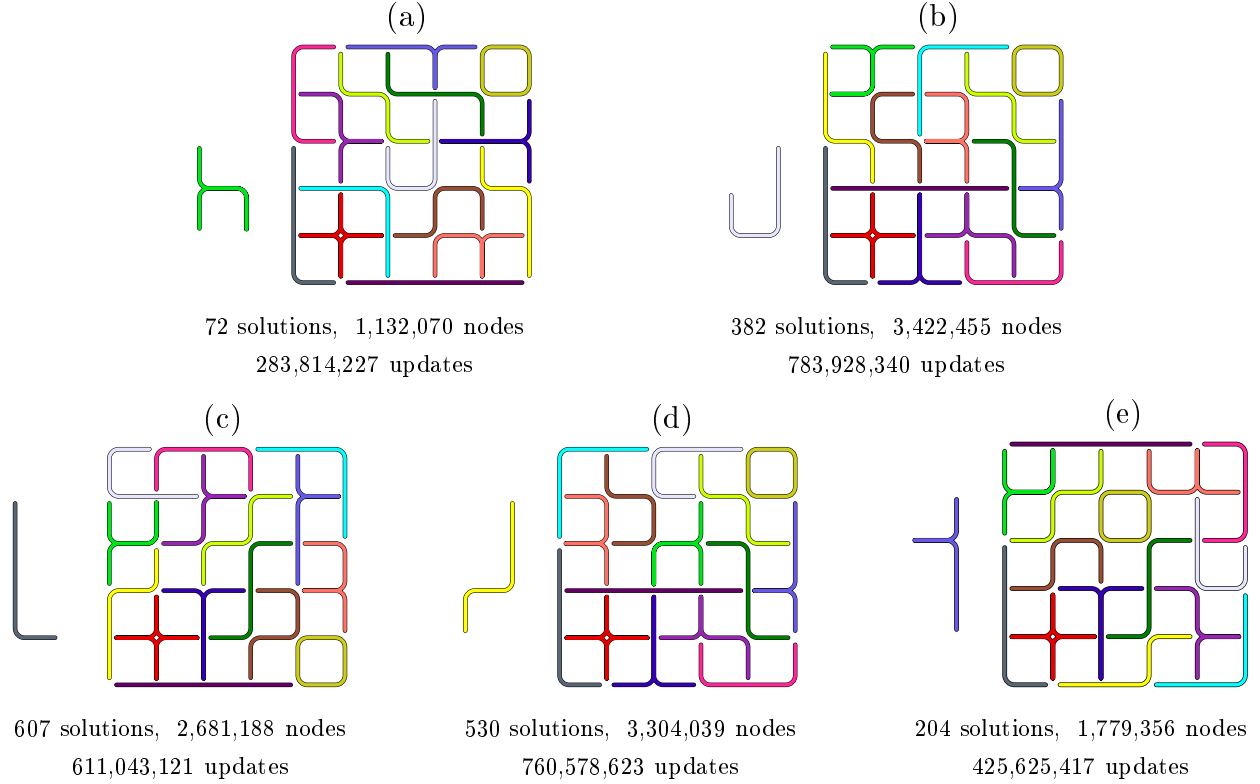 (a)
72 solutions, 1,132,070 nodes
283,814,227 updates
(b)
382 solutions, 3,422,455 nodes
783,928,340 updates
(c)
607 solutions, 2,681,188 nodes
611,043,121 updates
(d)
530 solutions, 3,304,039 nodes
760,578,623 updates
(e)
204 solutions, 1,779,356 nodes
425,625,417 updates